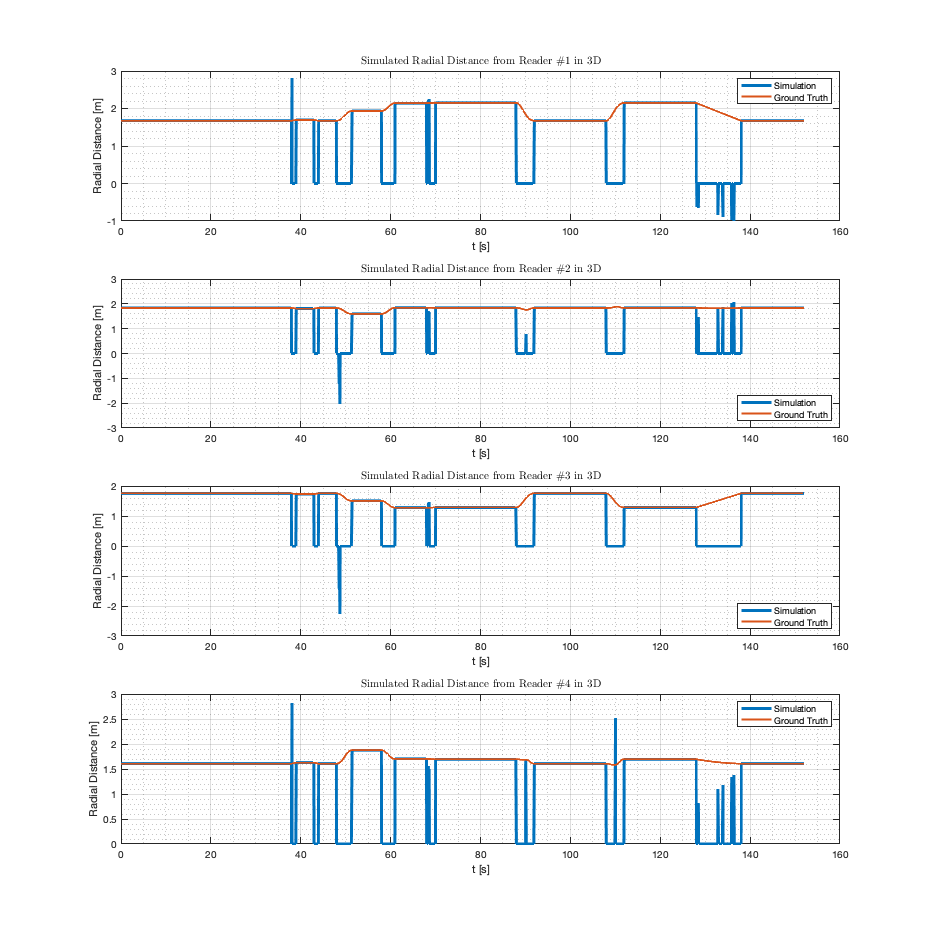 Simulated Radial Distance from Reader #1 in 3D
3
2
1
0
-1
Radial Distance [m]
Simulation
Ground Truth
0 20 40 60 80 100 120 140 160
t [s]
Simulated Radial Distance from Reader #2 in 3D
3
2
1
0
-1
-2
-3
Radial Distance [m]
Simulation
Ground Truth
0 20 40 60 80 100 120 140 160
t [s]
Simulated Radial Distance from Reader #3 in 3D
2
1
0
-1
-2
-3
Radial Distance [m]
Simulation
Ground Truth
0 20 40 60 80 100 120 140 160
t [s]
Simulated Radial Distance from Reader #4 in 3D
3
2.5
2
1.5
1
0.5
0
Radial Distance [m]
Simulation
Ground Truth
0 20 40 60 80 100 120 140 160
t [s]